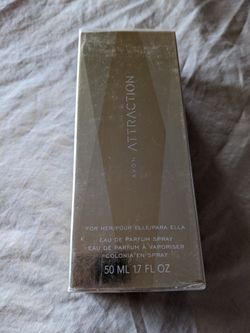 AVON ATTRACTION
FOR HER/POUR ELLE/PARA ELLA
EAU DE PARFUM SPRAY
EAU DE PARFUM À VAPORISER
COLONIA EN SPRAY
50 ML 1.7 FL OZ